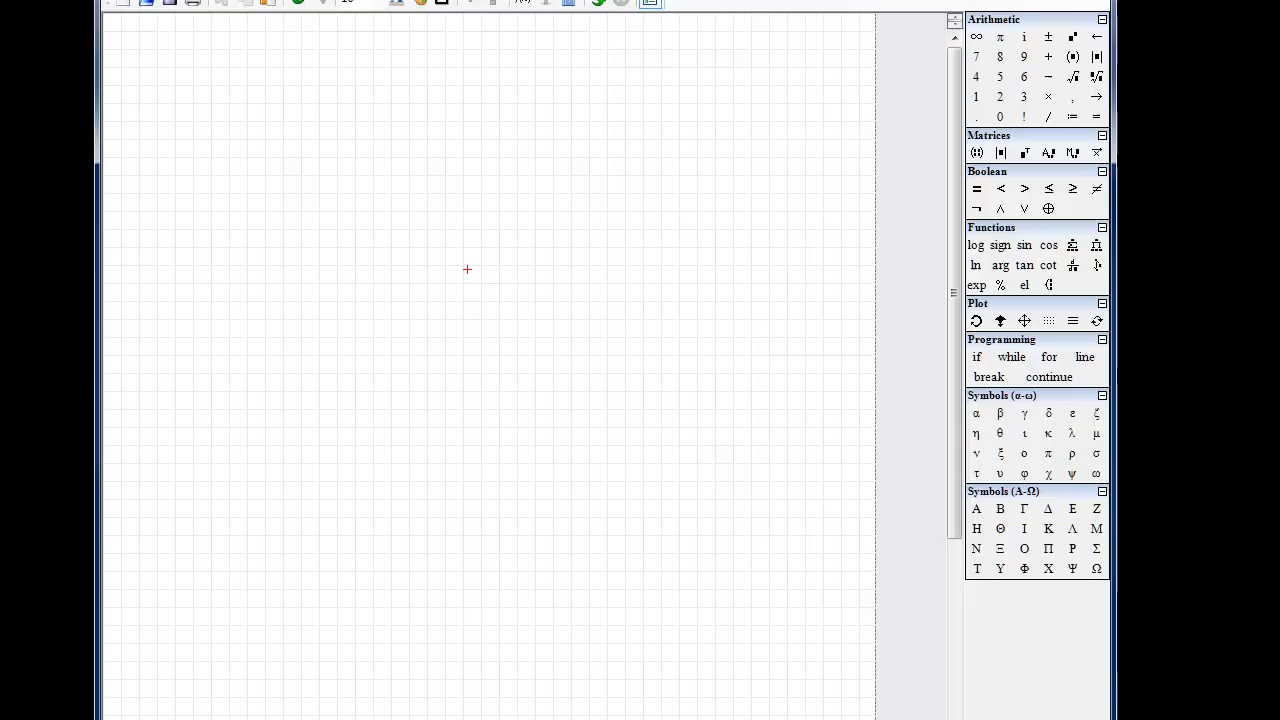 Arithmetic
∞ π i ± ←
7 8 9 +
4 5 6 −
1 2 3 × , →
. 0 ! / := =
Matrices
Boolean
= < > ≤ ≥ ≠
¬ ∧ ∨ ⊕
Functions
log sign sin cos
ln arg tan cot
exp % el
Plot
Programming
if while for line
break continue
Symbols (α-ω)
α β γ δ ε ζ
η θ ι κ λ μ
ν ξ ο π ρ σ
τ υ φ χ ψ ω
Symbols (Α-Ω)
Α Β Γ Δ Ε Ζ
Η Θ Ι Κ Λ Μ
Ν Ξ Ο Π Ρ Σ
Τ Υ Φ Χ Ψ Ω